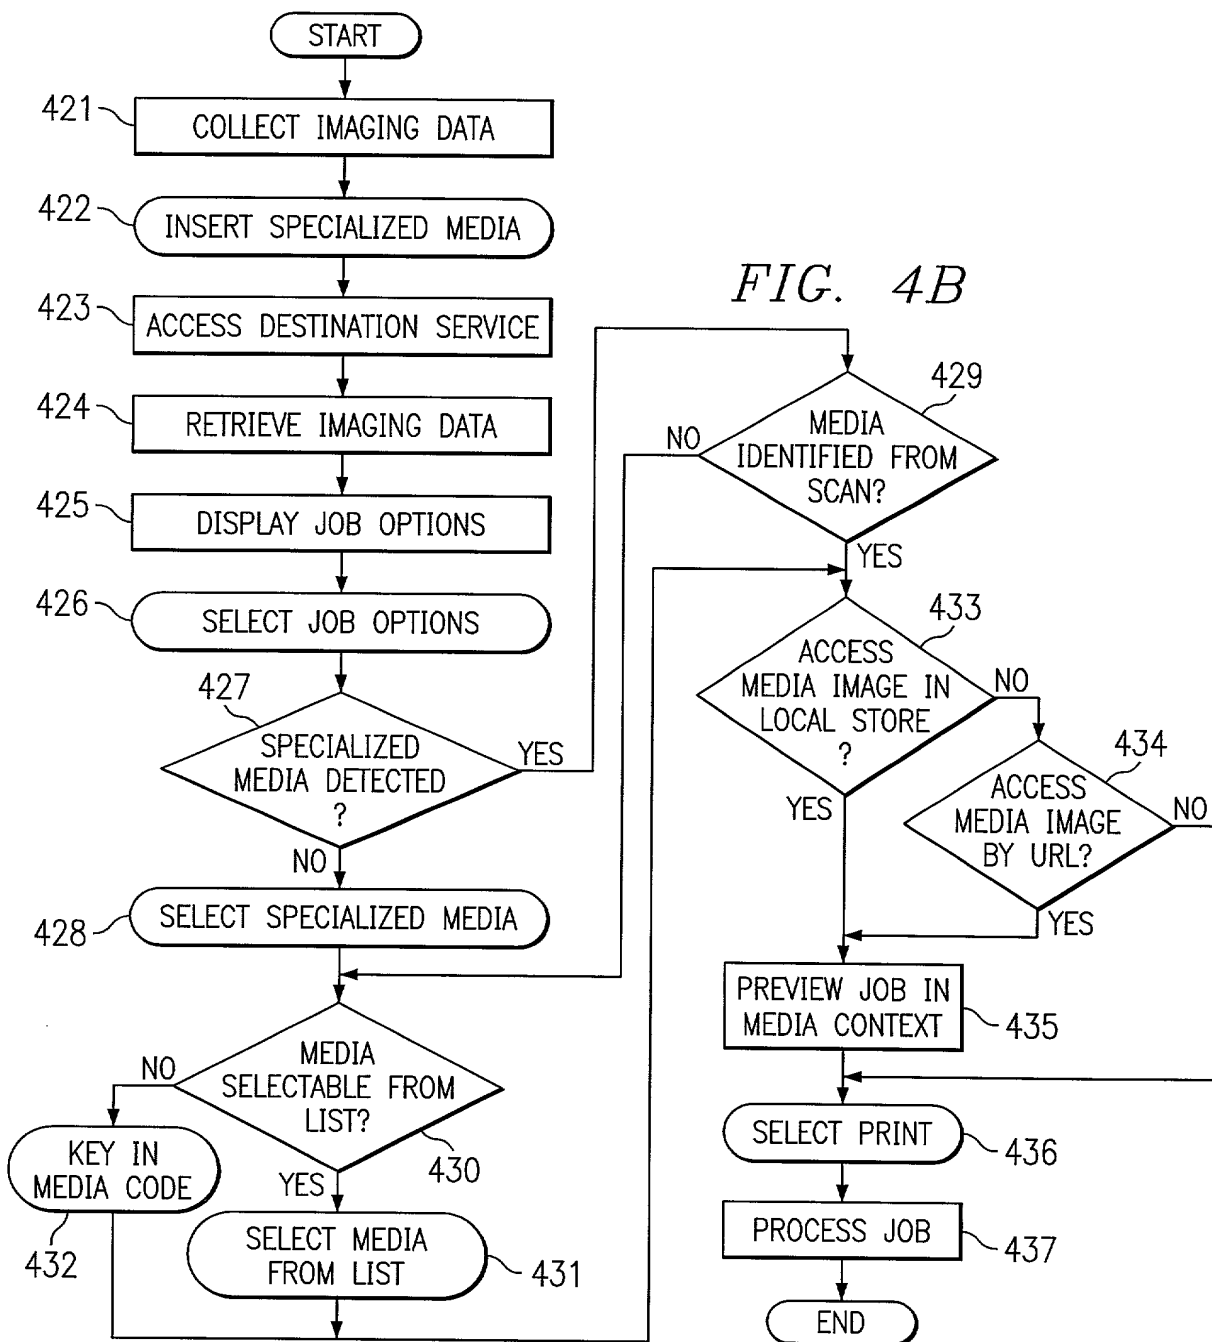 START
421
COLLECT IMAGING DATA
422
INSERT SPECIALIZED MEDIA
FIG. 4B
423
ACCESS DESTINATION SERVICE
424
RETRIEVE IMAGING DATA
425
DISPLAY JOB OPTIONS
426
SELECT JOB OPTIONS
427
SPECIALIZED
MEDIA DETECTED
?
YES
NO
428
SELECT SPECIALIZED MEDIA
MEDIA
SELECTABLE FROM
LIST?
430
NO
KEY IN
MEDIA CODE
432
YES
SELECT MEDIA
FROM LIST
431
429
MEDIA
IDENTIFIED FROM
SCAN?
NO
YES
433
ACCESS
MEDIA IMAGE IN
LOCAL STORE
?
NO
YES
434
ACCESS
MEDIA IMAGE
BY URL?
NO
YES
PREVIEW JOB IN
MEDIA CONTEXT
435
SELECT PRINT
436
PROCESS JOB
437
END